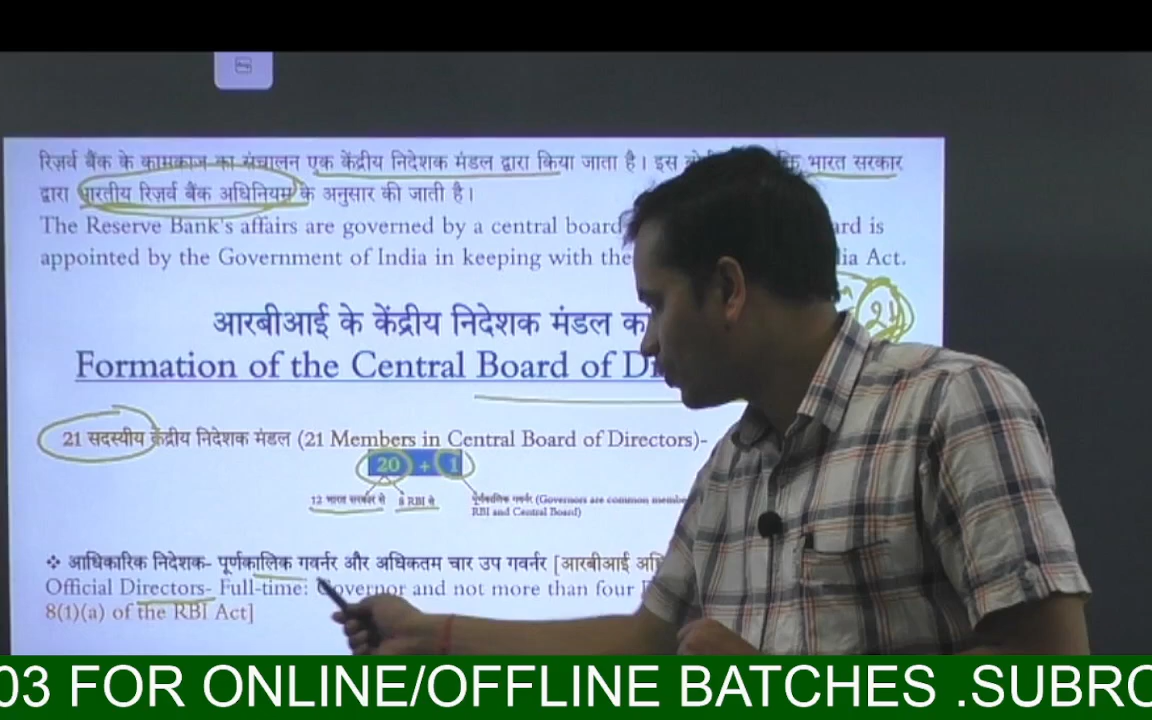 रिज़र्व बैंक के कामकाज का संचालन एक केंद्रीय निदेशक मंडल द्वारा किया जाता है। इस भारत सरकार
द्वारा भारतीय रिज़र्व बैंक अधिनियम के अनुसार की जाती है।
The Reserve Bank's affairs are governed by a central board ard is
appointed by the Government of India in keeping with the ia Act.
21
आरबीआई के केंद्रीय निदेशक मंडल का
Formation of the Central Board of Di
21 सदस्यीय केंद्रीय निदेशक मंडल (21 Members in Central Board of Directors)-
20 + 1
12 भारत सरकार से 8 RBI से पूर्णकालिक गवर्नर (Governors are common membe
RBI and Central Board)
❖ आधिकारिक निदेशक- पूर्णकालिक गवर्नर और अधिकतम चार उप गवर्नर [आरबीआई अधि
Official Directors- Full-time: Governor and not more than four
8(1)(a) of the RBI Act]
03 FOR ONLINE/OFFLINE BATCHES .SUBRC